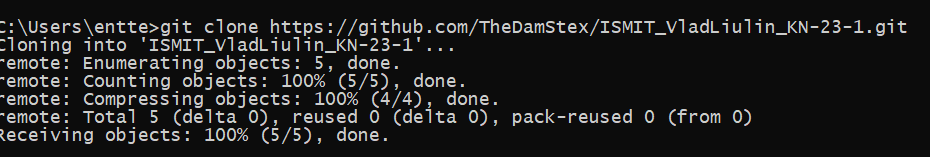 C:\Users\entte>git clone https://github.com/TheDamStex/ISMIT_VladLiulin_KN-23-1.git
Cloning into 'ISMIT_VladLiulin_KN-23-1'...
remote: Enumerating objects: 5, done.
remote: Counting objects: 100% (5/5), done.
remote: Compressing objects: 100% (4/4), done.
remote: Total 5 (delta 0), reused 0 (delta 0), pack-reused 0 (from 0)
Receiving objects: 100% (5/5), done.